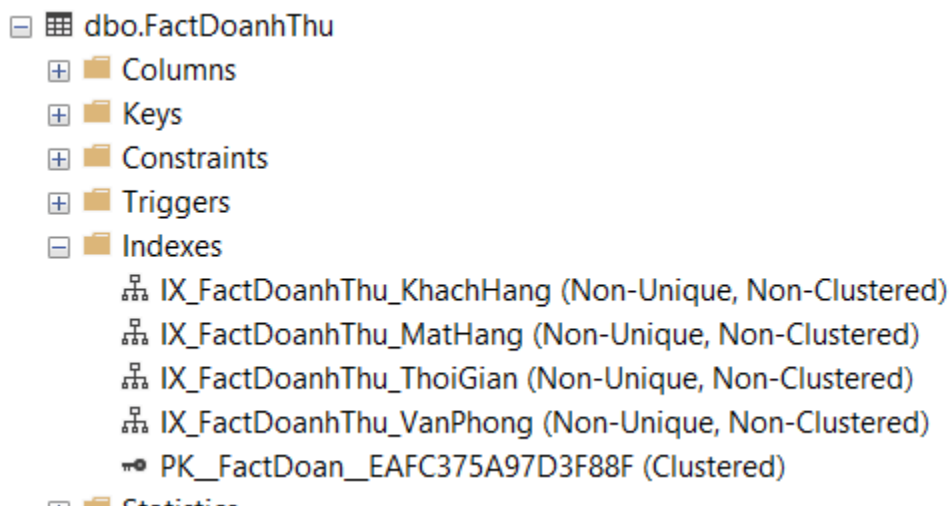 dbo.FactDoanhThu
Columns
Keys
Constraints
Triggers
Indexes
IX_FactDoanhThu_KhachHang (Non-Unique, Non-Clustered)
IX_FactDoanhThu_MatHang (Non-Unique, Non-Clustered)
IX_FactDoanhThu_ThoiGian (Non-Unique, Non-Clustered)
IX_FactDoanhThu_VanPhong (Non-Unique, Non-Clustered)
PK__FactDoan__EAFC375A97D3F88F (Clustered)
Statistics